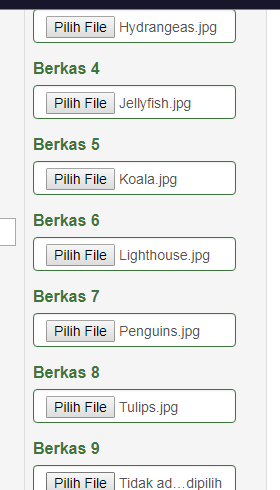 Pilih File Hydrangeas.jpg
Berkas 4
Pilih File Jellyfish.jpg
Berkas 5
Pilih File Koala.jpg
Berkas 6
Pilih File Lighthouse.jpg
Berkas 7
Pilih File Penguins.jpg
Berkas 8
Pilih File Tulips.jpg
Berkas 9
Pilih File Tidak ad…dipilih